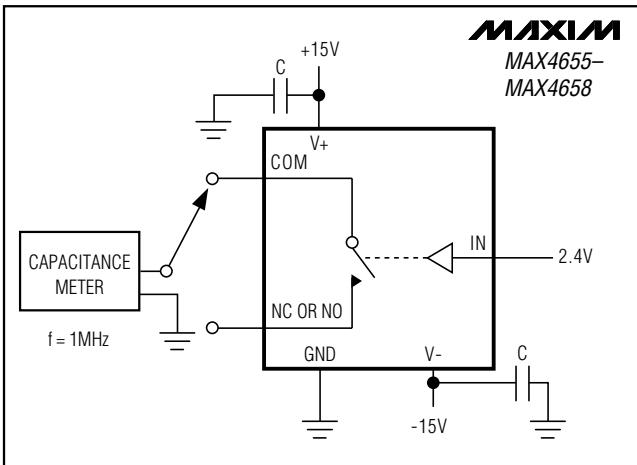 MAXIM
MAX4655–
MAX4658
+15V
C
V+
COM
IN
2.4V
CAPACITANCE
METER
NC OR NO
f = 1MHz
GND
V-
C
-15V